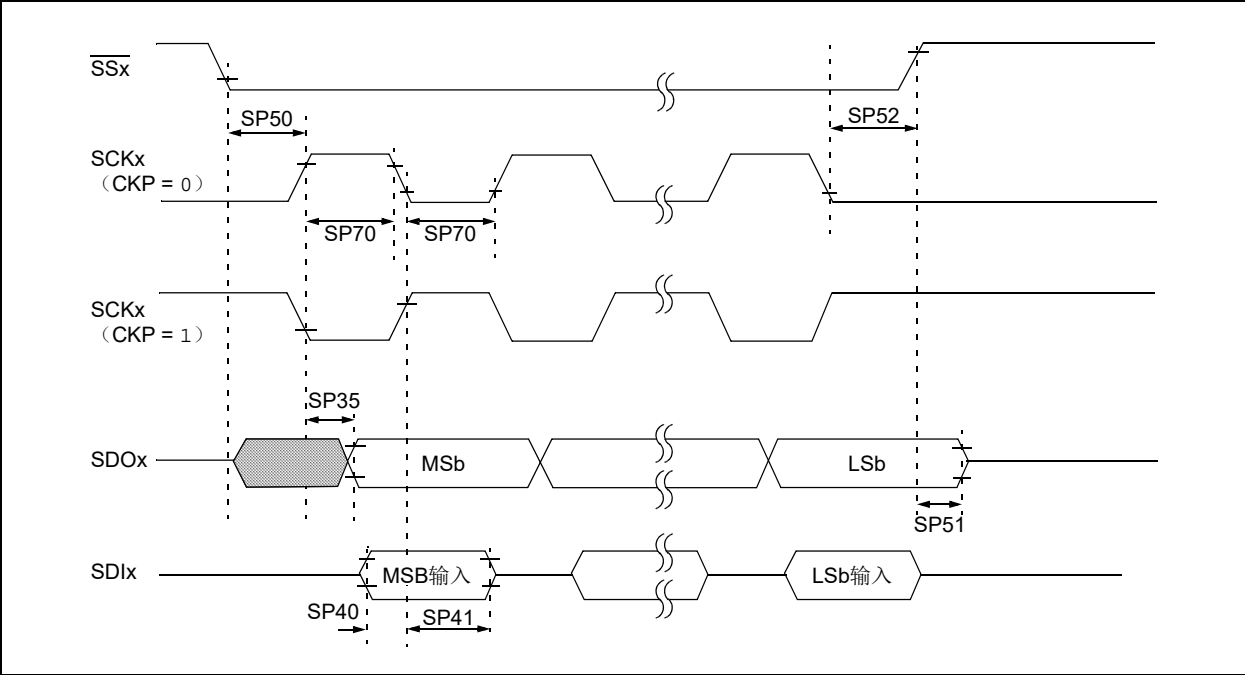 SSx
SP50
SP52
SCKx
（CKP = 0）
SP70
SP70
SCKx
（CKP = 1）
SP35
SDOx
MSb
LSb
SP51
SDIx
MSB输入
LSb输入
SP40
SP41